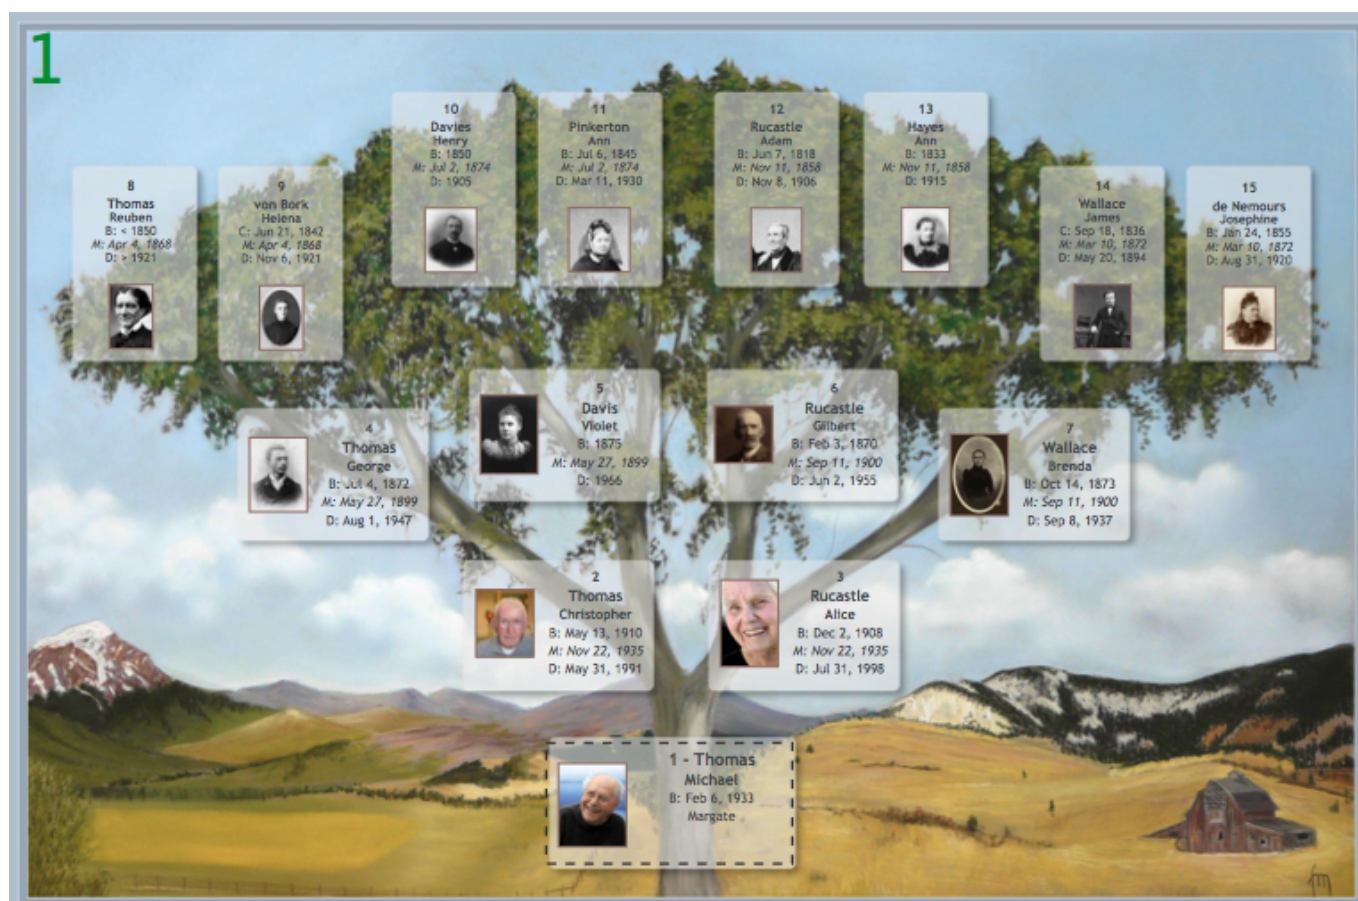 1
10
Davies
Henry
B: 1850
M: Jul 2, 1874
D: 1905
11
Pinkerton
Ann
B: Jul 6, 1845
M: Jul 2, 1874
D: Mar 11, 1930
12
Rucastle
Adam
B: Jun 7, 1818
M: Nov 11, 1858
D: Nov 8, 1906
13
Hayes
Ann
B: 1833
M: Nov 11, 1858
D: 1915
8
Thomas
Reuben
B: < 1850
M: Apr 4, 1868
D: > 1921
9
von Bork
Helena
C: Jun 21, 1842
M: Apr 4, 1868
D: Nov 6, 1921
14
Wallace
James
C: Sep 18, 1836
M: Mar 10, 1872
D: May 20, 1894
15
de Nemours
Josephine
B: Jan 24, 1855
M: Mar 10, 1872
D: Aug 31, 1920
4
Thomas
George
B: Jul 4, 1872
M: May 27, 1899
D: Aug 1, 1947
5
Davis
Violet
B: 1875
M: May 27, 1899
D: 1966
6
Rucastle
Gilbert
B: Feb 3, 1870
M: Sep 11, 1900
D: Jun 2, 1955
7
Wallace
Brenda
B: Oct 14, 1873
M: Sep 11, 1900
D: Sep 8, 1937
2
Thomas
Christopher
B: May 13, 1910
M: Nov 22, 1935
D: May 31, 1991
3
Rucastle
Alice
B: Dec 2, 1908
M: Nov 22, 1935
D: Jul 31, 1998
1 - Thomas
Michael
B: Feb 6, 1933
Margate